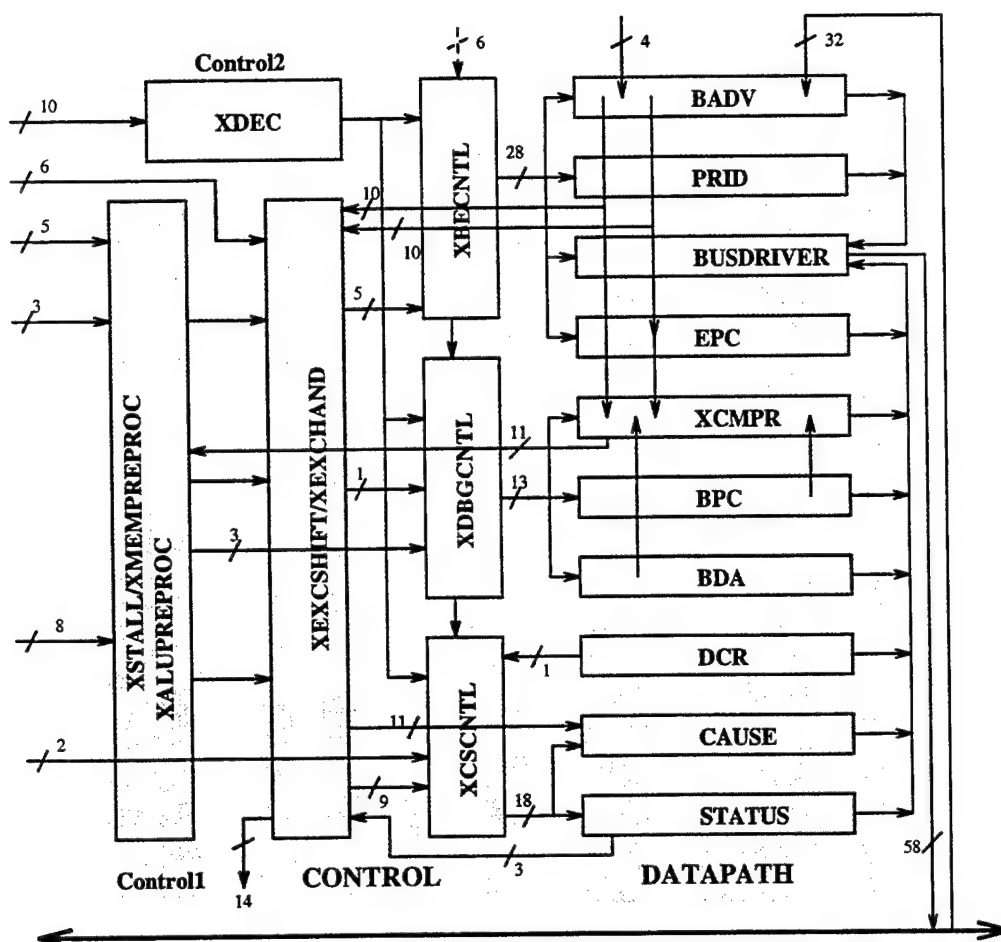 6
4
32
Control2
10
XDEC
BADV
28
6
PRID
10
5
10
BUSDRIVER
XBECNTL
3
5
EPC
XCMPR
11
1
13
BPC
XDBGCNTL
XEXCSHIFT/XEXCHAND
XSTALL/XMEMPREPROC
XALUPREPROC
3
BDA
8
DCR
1
11
CAUSE
2
XCSCNTL
9
18
STATUS
58
3
Control1
CONTROL
DATAPATH
14